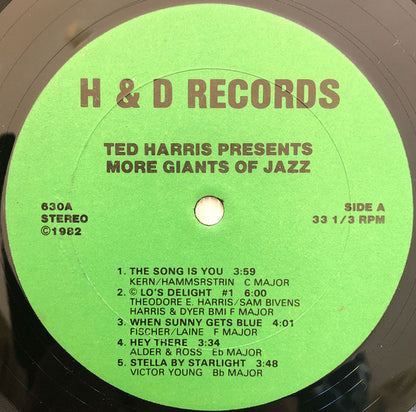 H & D RECORDS
TED HARRIS PRESENTS
MORE GIANTS OF JAZZ
630A
STEREO
©1982
SIDE A
33 1/3 RPM
1. THE SONG IS YOU 3:59
KERN/HAMMSRSTRIN C MAJOR
2. © LO'S DELIGHT #1 6:00
THEODORE E. HARRIS/SAM BIVENS
HARRIS & DYER BMI F MAJOR
3. WHEN SUNNY GETS BLUE 4:01
FISCHER/LAINE F MAJOR
4. HEY THERE 3:34
ALDER & ROSS Eb MAJOR
5. STELLA BY STARLIGHT 3:48
VICTOR YOUNG Bb MAJOR